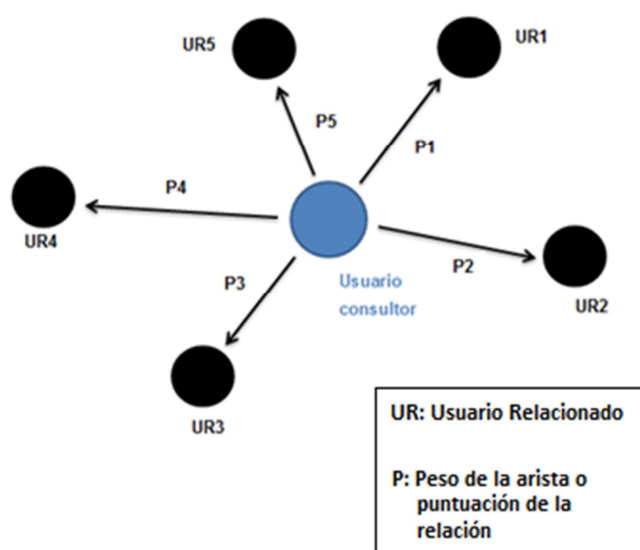 UR5
UR1
P5
P1
P4
UR4
P2
P3
Usuario
consultor
UR2
UR3
UR: Usuario Relacionado
P: Peso de la arista o
puntuación de la
relación